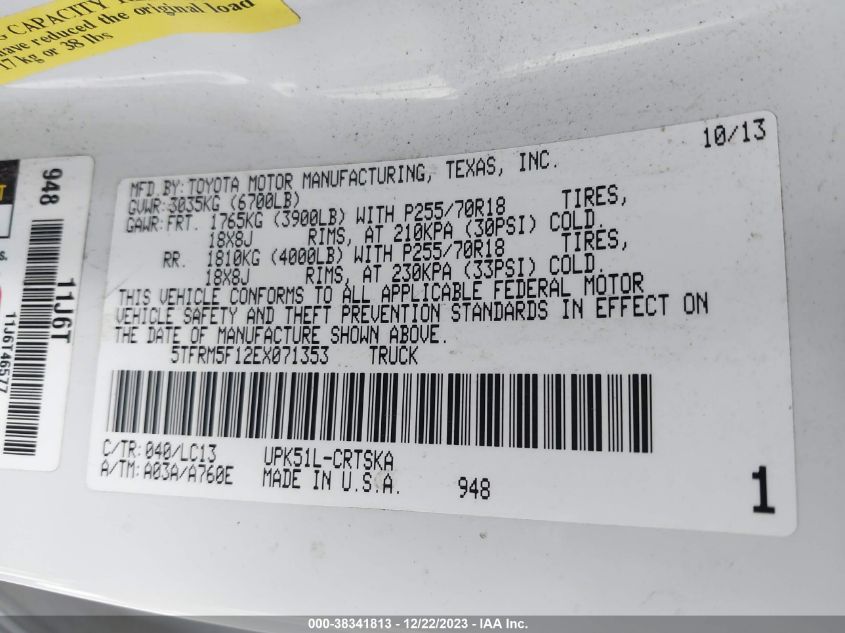 G CAPACITY
have reduced the original load
17 kg or 38 lbs
948
11J6T
11J6T46577
s.
10/13
MFD.BY:TOYOTA MOTOR MANUFACTURING, TEXAS, INC.
GVWR:3035KG (6700LB)
GAWR:FRT. 1765KG (3900LB) WITH P255/70R18 TIRES,
18X8J RIMS, AT 210KPA (30PSI) COLD.
RR. 1810KG (4000LB) WITH P255/70R18 TIRES,
18X8J RIMS, AT 230KPA (33PSI) COLD.
THIS VEHICLE CONFORMS TO ALL APPLICABLE FEDERAL MOTOR
VEHICLE SAFETY AND THEFT PREVENTION STANDARDS IN EFFECT ON
THE DATE OF MANUFACTURE SHOWN ABOVE.
5TFRM5F12EX071353 TRUCK
C/TR:040/LC13 UPK51L-CRTSKA
A/TM:A03A/A760E MADE IN U.S.A. 948
1
000-38341813 - 12/22/2023 - IAA Inc.